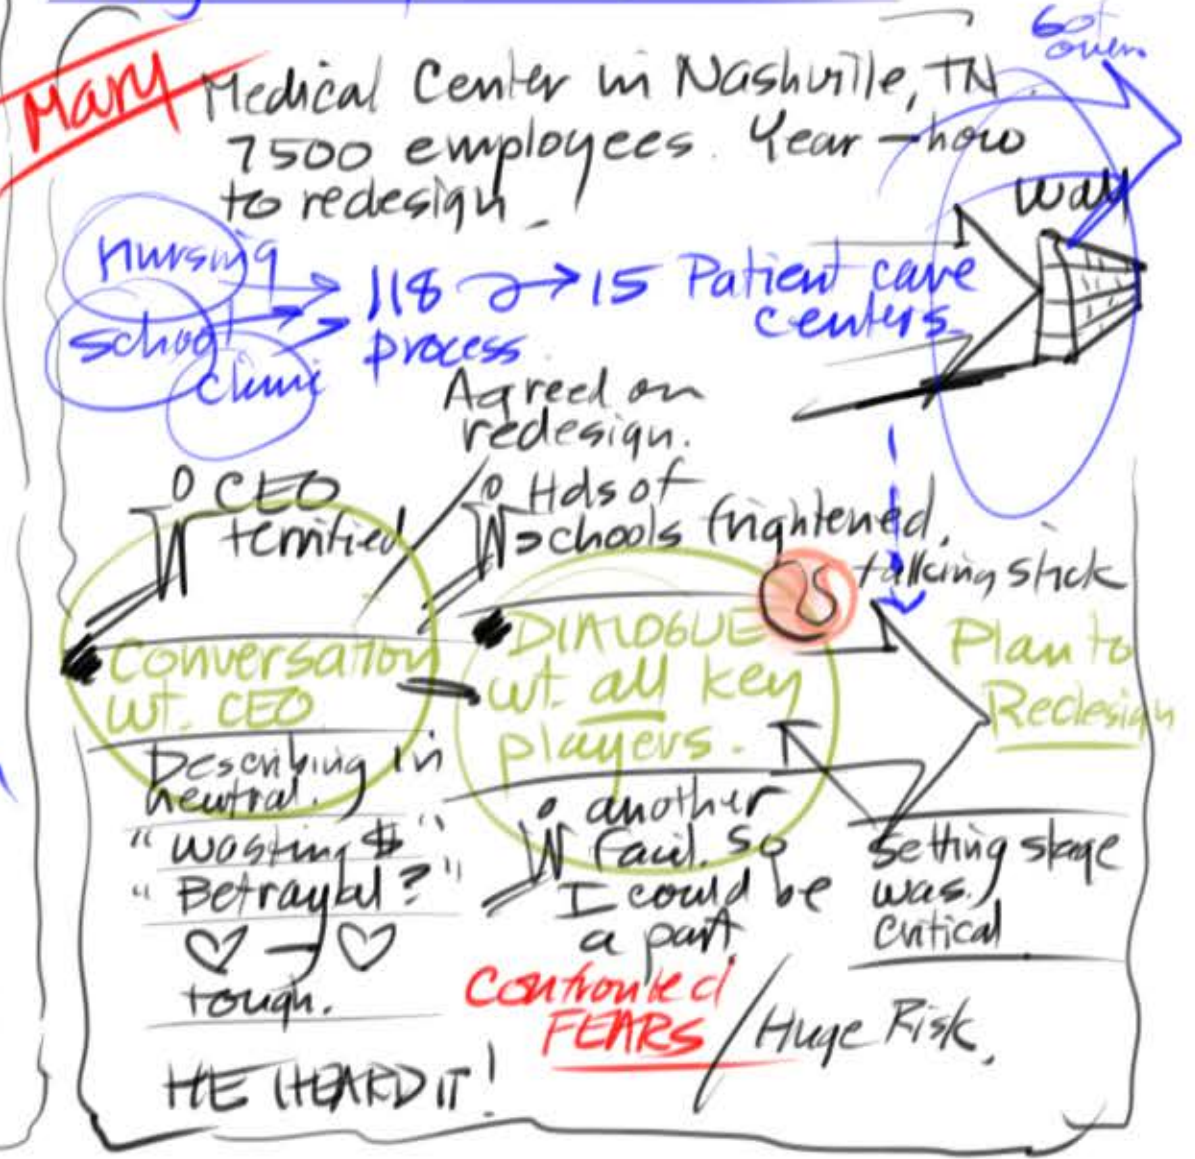 Mary
Medical Center in Nashville, TN.
7500 employees. Year - how
to redesign
Got
over
Wall
nursing
school
clinic
118
process
15 Patient care
centers
Agreed on
redesign.
CEO
terrified
Hds of
schools frightened.
talking stick
Conversation
wt. CEO
DIALOGUE
wt. all key
players.
Plan to
Redesign
Describing in
neutral.
"Wasting $"
"Betrayal?"
tough.
HE HEARD IT!
another
Facil. So
I could be
a part
Setting stage
was
critical
Confronted
FEARS
Huge Risk.